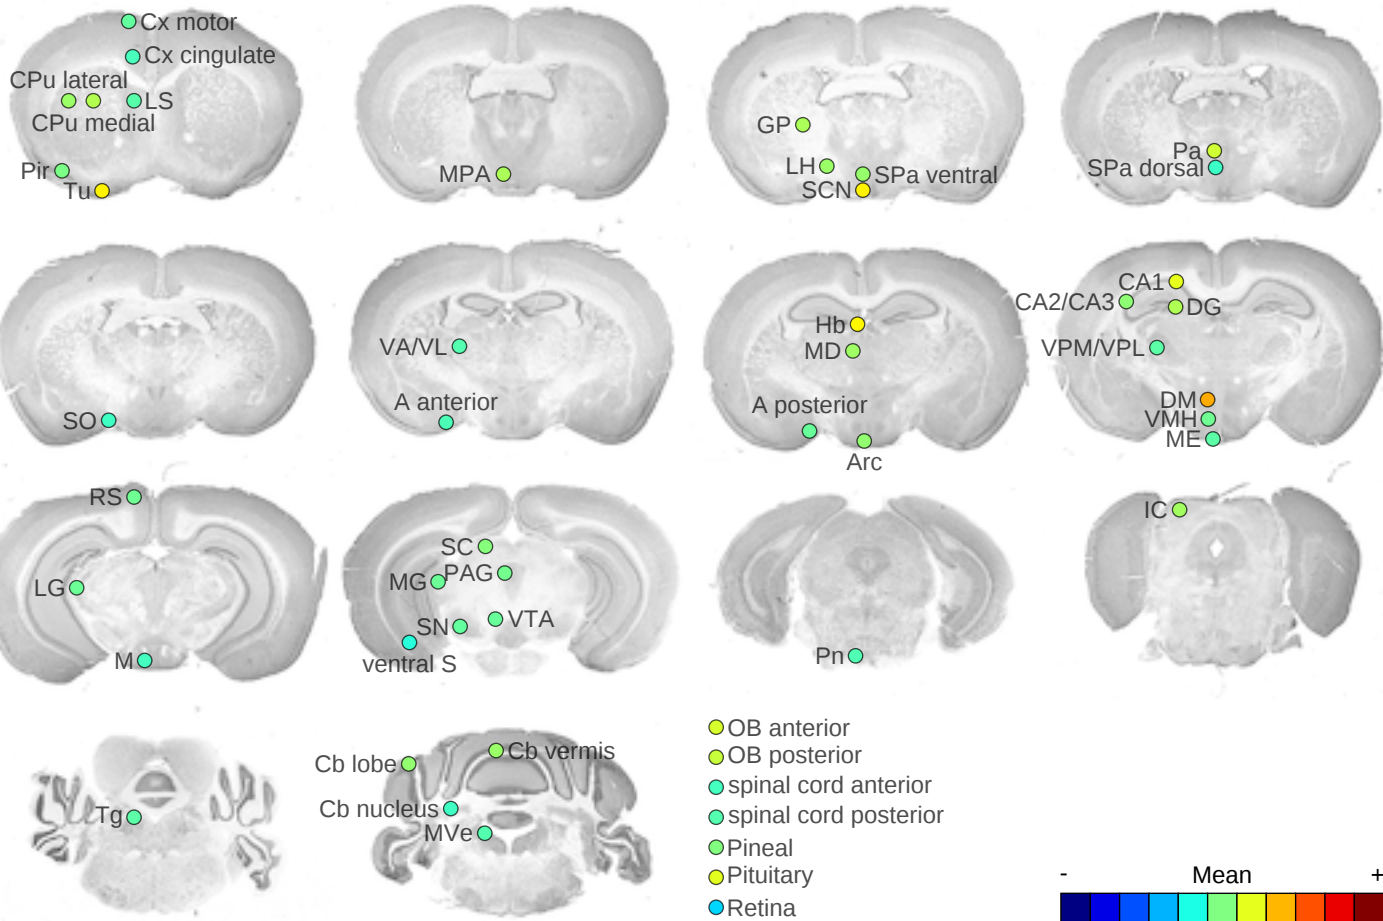 Cx motor
Cx cingulate
CPu lateral
LS
CPu medial
Pir
Tu
MPA
GP
LH
SPa ventral
SCN
Pa
SPa dorsal
SO
VA/VL
A anterior
Hb
MD
A posterior
Arc
CA1
CA2/CA3
DG
VPM/VPL
DM
VMH
ME
RS
LG
M
SC
PAG
MG
VTA
SN
ventral S
Pn
IC
Tg
Cb vermis
Cb lobe
Cb nucleus
MVe
OB anterior
OB posterior
spinal cord anterior
spinal cord posterior
Pineal
Pituitary
Retina
- Mean +